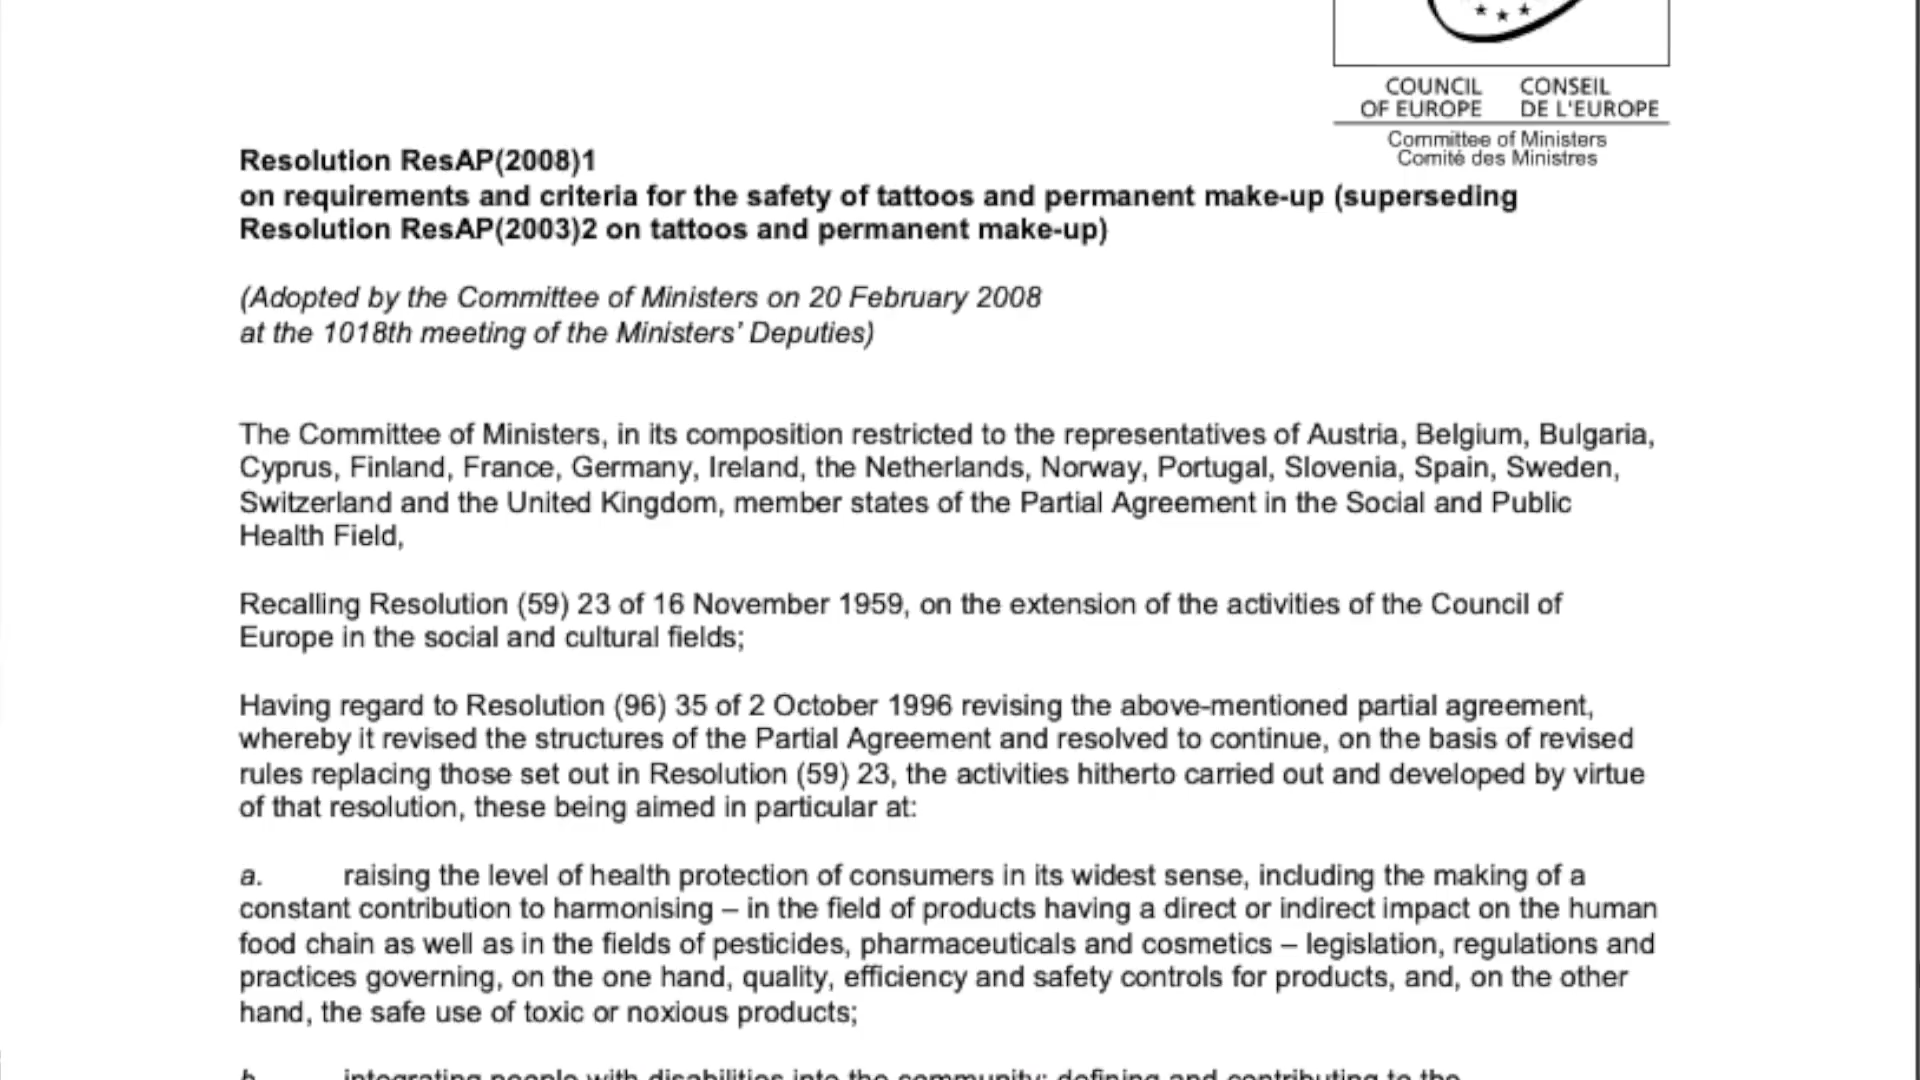 COUNCIL OF EUROPE
CONSEIL DE L'EUROPE
Committee of Ministers
Comité des Ministres
Resolution ResAP(2008)1
on requirements and criteria for the safety of tattoos and permanent make-up (superseding
Resolution ResAP(2003)2 on tattoos and permanent make-up)
(Adopted by the Committee of Ministers on 20 February 2008
at the 1018th meeting of the Ministers' Deputies)
The Committee of Ministers, in its composition restricted to the representatives of Austria, Belgium, Bulgaria,
Cyprus, Finland, France, Germany, Ireland, the Netherlands, Norway, Portugal, Slovenia, Spain, Sweden,
Switzerland and the United Kingdom, member states of the Partial Agreement in the Social and Public
Health Field,
Recalling Resolution (59) 23 of 16 November 1959, on the extension of the activities of the Council of
Europe in the social and cultural fields;
Having regard to Resolution (96) 35 of 2 October 1996 revising the above-mentioned partial agreement,
whereby it revised the structures of the Partial Agreement and resolved to continue, on the basis of revised
rules replacing those set out in Resolution (59) 23, the activities hitherto carried out and developed by virtue
of that resolution, these being aimed in particular at:
a. raising the level of health protection of consumers in its widest sense, including the making of a
constant contribution to harmonising – in the field of products having a direct or indirect impact on the human
food chain as well as in the fields of pesticides, pharmaceuticals and cosmetics – legislation, regulations and
practices governing, on the one hand, quality, efficiency and safety controls for products, and, on the other
hand, the safe use of toxic or noxious products;
b. integrating people with disabilities into the community: defining and contributing to the